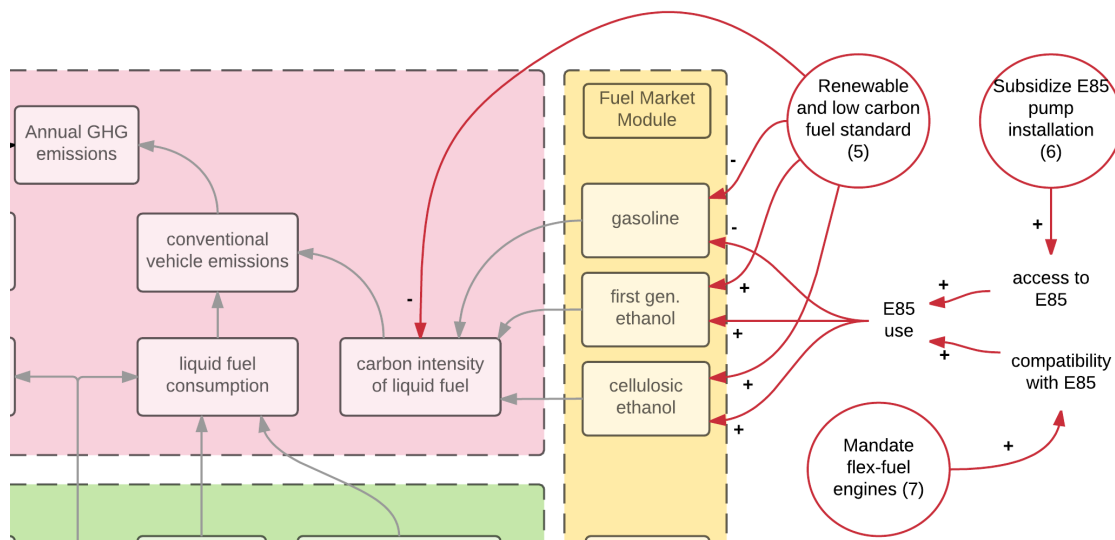 Fuel Market
Module
Renewable
and low carbon
fuel standard
(5)
Subsidize E85
pump
installation
(6)
Annual GHG
emissions
-
gasoline
-
+
conventional
vehicle emissions
access to
E85
+
first gen.
ethanol
+
-
E85
use
+
+
liquid fuel
consumption
carbon intensity
of liquid fuel
cellulosic
ethanol
+
+
compatibility
with E85
+
Mandate
flex-fuel
engines (7)
+